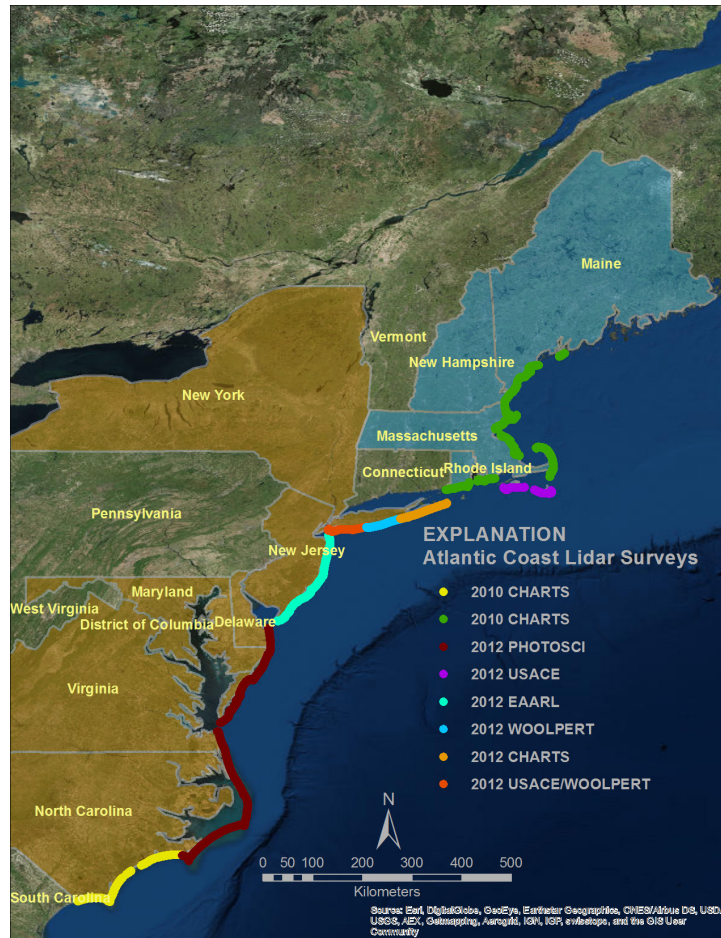 Maine
Vermont
New Hampshire
New York
Massachusetts
Connecticut
Rhode Island
Pennsylvania
EXPLANATION
Atlantic Coast Lidar Surveys
New Jersey
Maryland
West Virginia
District of Columbia
Delaware
Virginia
2010 CHARTS
2010 CHARTS
2012 PHOTOSCI
2012 USACE
2012 EAARL
2012 WOOLPERT
2012 CHARTS
2012 USACE/WOOLPERT
North Carolina
South Carolina
N
0 50 100 200 300 400 500
Kilometers
Source: Esri, DigitalGlobe, GeoEye, Earthstar Geographics, CNES/Airbus DS, USD
USGS, AEX, Getmapping, Aerogrid, IGN, IGP, swisstopo, and the GIS User
Community